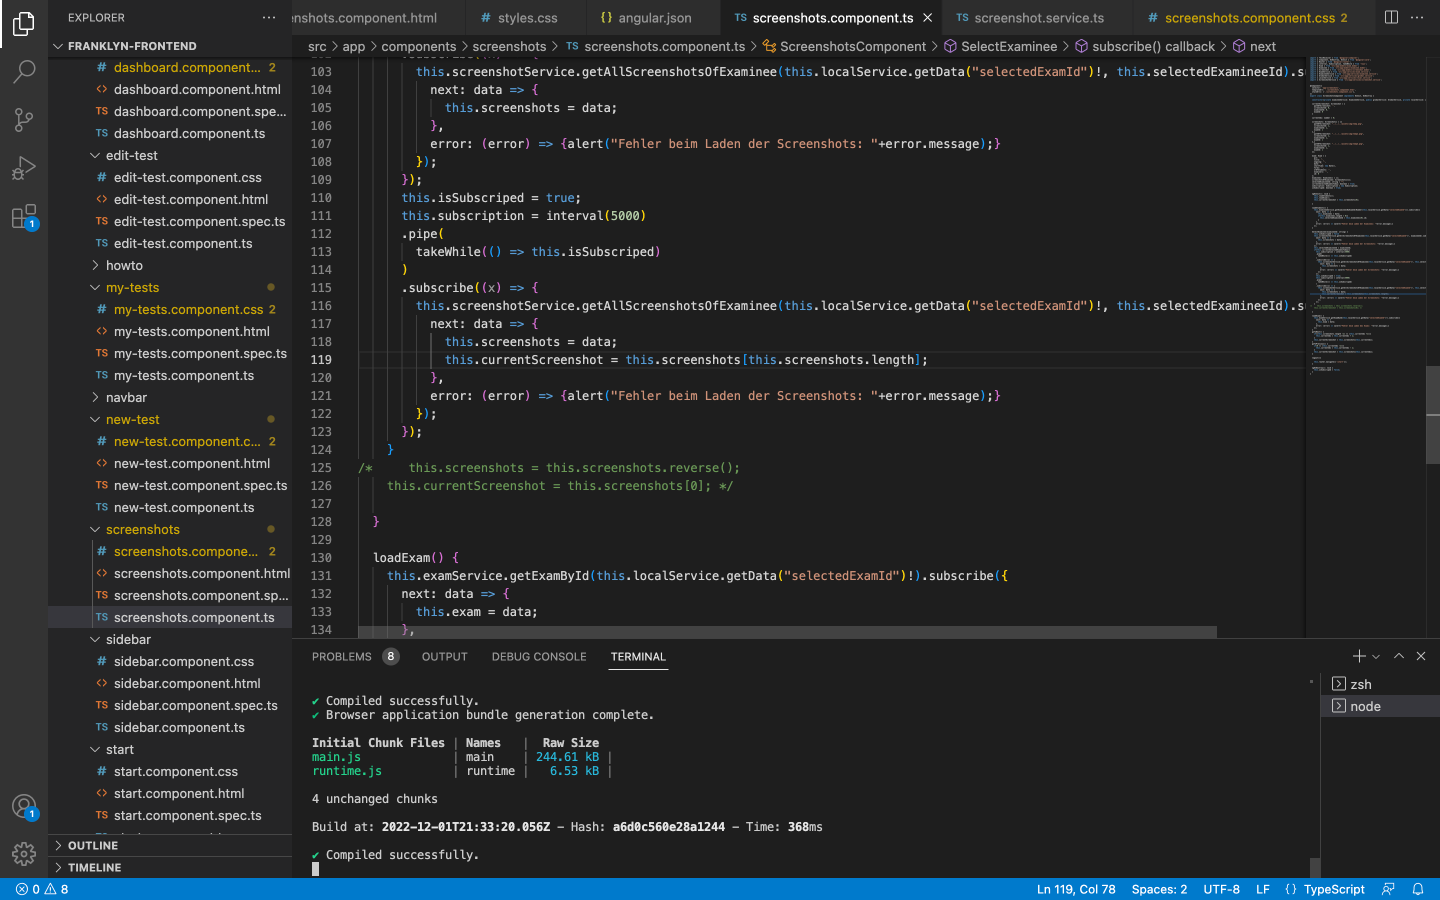 EXPLORER
FRANKLYN-FRONTEND
dashboard.component... 2
dashboard.component.html
TS dashboard.component.spe...
TS dashboard.component.ts
edit-test
# edit-test.component.css
edit-test.component.html
TS edit-test.component.spec.ts
TS edit-test.component.ts
howto
my-tests
# my-tests.component.css 2
my-tests.component.html
TS my-tests.component.spec.ts
TS my-tests.component.ts
navbar
new-test
# new-test.component.c... 2
new-test.component.html
TS new-test.component.spec.ts
TS new-test.component.ts
screenshots
# screenshots.compone... 2
screenshots.component.html
TS screenshots.component.sp...
TS screenshots.component.ts
sidebar
# sidebar.component.css
sidebar.component.html
TS sidebar.component.spec.ts
TS sidebar.component.ts
start
# start.component.css
start.component.html
TS start.component.spec.ts
OUTLINE
TIMELINE
1
1
enshots.component.html
# styles.css
{} angular.json
TS screenshots.component.ts
TS screenshot.service.ts
# screenshots.component.css 2
src > app > components > screenshots > TS screenshots.component.ts > ScreenshotsComponent > SelectExaminee > subscribe() callback > next
103 this.screenshotService.getAllScreenshotsOfExaminee(this.localService.getData("selectedExamId")!, this.selectedExamineeId).s
104 next: data => {
105 this.screenshots = data;
106 },
107 error: (error) => {alert("Fehler beim Laden der Screenshots: "+error.message);}
108 });
109 });
110 this.isSubscriped = true;
111 this.subscription = interval(5000)
112 .pipe(
113 takeWhile(() => this.isSubscriped)
114 )
115 .subscribe((x) => {
116 this.screenshotService.getAllScreenshotsOfExaminee(this.localService.getData("selectedExamId")!, this.selectedExamineeId).s
117 next: data => {
118 this.screenshots = data;
119 this.currentScreenshot = this.screenshots[this.screenshots.length];
120 },
121 error: (error) => {alert("Fehler beim Laden der Screenshots: "+error.message);}
122 });
123 });
124 }
125 /* this.screenshots = this.screenshots.reverse();
126 this.currentScreenshot = this.screenshots[0]; */
127
128 }
129
130 loadExam() {
131 this.examService.getExamById(this.localService.getData("selectedExamId")!).subscribe({
132 next: data => {
133 this.exam = data;
134 },
PROBLEMS 8 OUTPUT DEBUG CONSOLE TERMINAL
✔ Compiled successfully.
✔ Browser application bundle generation complete.
Initial Chunk Files | Names | Raw Size
main.js | main | 244.61 kB |
runtime.js | runtime | 6.53 kB |
4 unchanged chunks
Build at: 2022-12-01T21:33:20.056Z - Hash: a6d0c560e28a1244 - Time: 368ms
✔ Compiled successfully.
zsh
node
0 8
Ln 119, Col 78 Spaces: 2 UTF-8 LF {} TypeScript